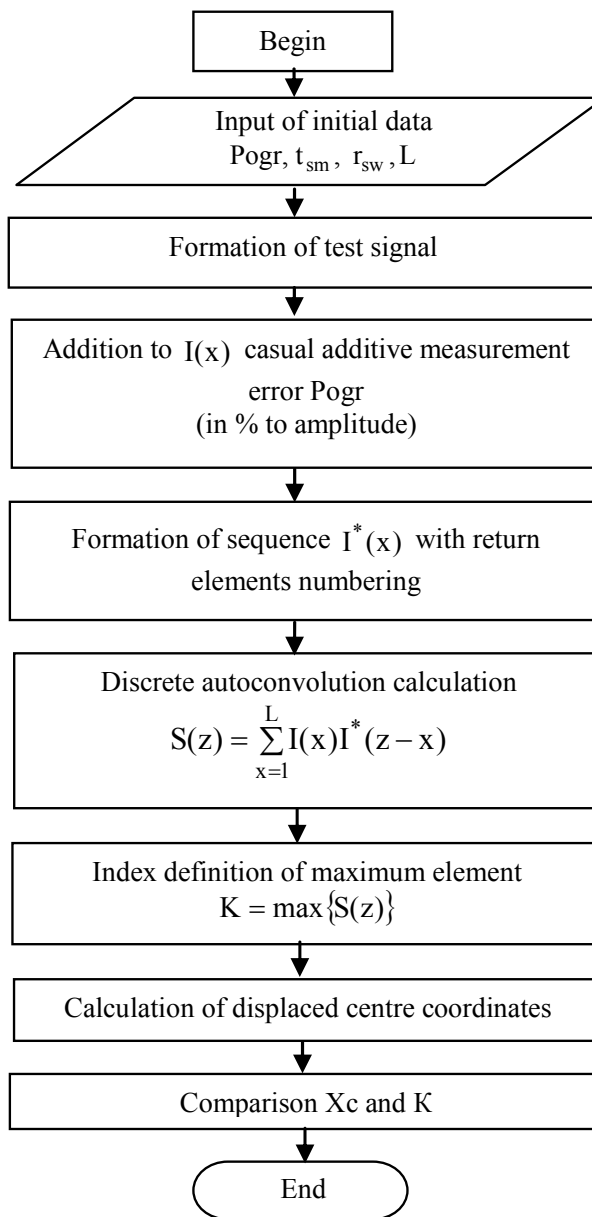 Begin
Input of initial data
Pogr, t_sm, r_sw, L
Formation of test signal
Addition to I(x) casual additive measurement
error Pogr
(in % to amplitude)
Formation of sequence I*(x) with return
elements numbering
Discrete autoconvolution calculation
S(z) = ∑_{x=1}^{L} I(x)I*(z−x)
Index definition of maximum element
K = max{S(z)}
Calculation of displaced centre coordinates
Comparison Xc and K
End